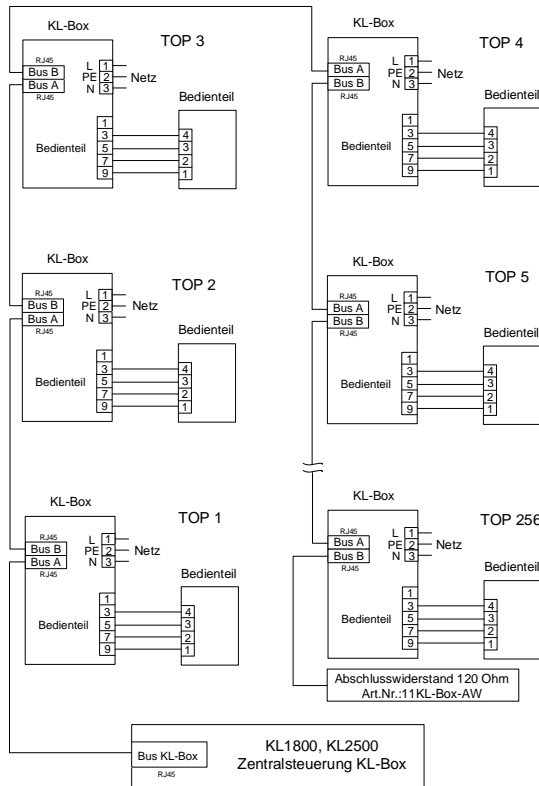 KL-Box
TOP 3
RJ45
Bus B
Bus A
RJ45
L 1
PE 2 Netz
N 3
Bedienteil
Bedienteil
1
3
5
7
9
4
3
2
1
KL-Box
TOP 4
RJ45
Bus A
Bus B
RJ45
L 1
PE 2 Netz
N 3
Bedienteil
Bedienteil
1
3
5
7
9
4
3
2
1
KL-Box
TOP 2
RJ45
Bus B
Bus A
RJ45
L 1
PE 2 Netz
N 3
Bedienteil
Bedienteil
1
3
5
7
9
4
3
2
1
KL-Box
TOP 5
RJ45
Bus A
Bus B
RJ45
L 1
PE 2 Netz
N 3
Bedienteil
Bedienteil
1
3
5
7
9
4
3
2
1
KL-Box
TOP 1
RJ45
Bus B
Bus A
RJ45
L 1
PE 2 Netz
N 3
Bedienteil
Bedienteil
1
3
5
7
9
4
3
2
1
KL-Box
TOP 256
RJ45
Bus A
Bus B
RJ45
L 1
PE 2 Netz
N 3
Bedienteil
Bedienteil
1
3
5
7
9
4
3
2
1
Abschlusswiderstand 120 Ohm
Art.Nr.:11KL-Box-AW
Bus KL-Box
RJ45
KL1800, KL2500
Zentralsteuerung KL-Box